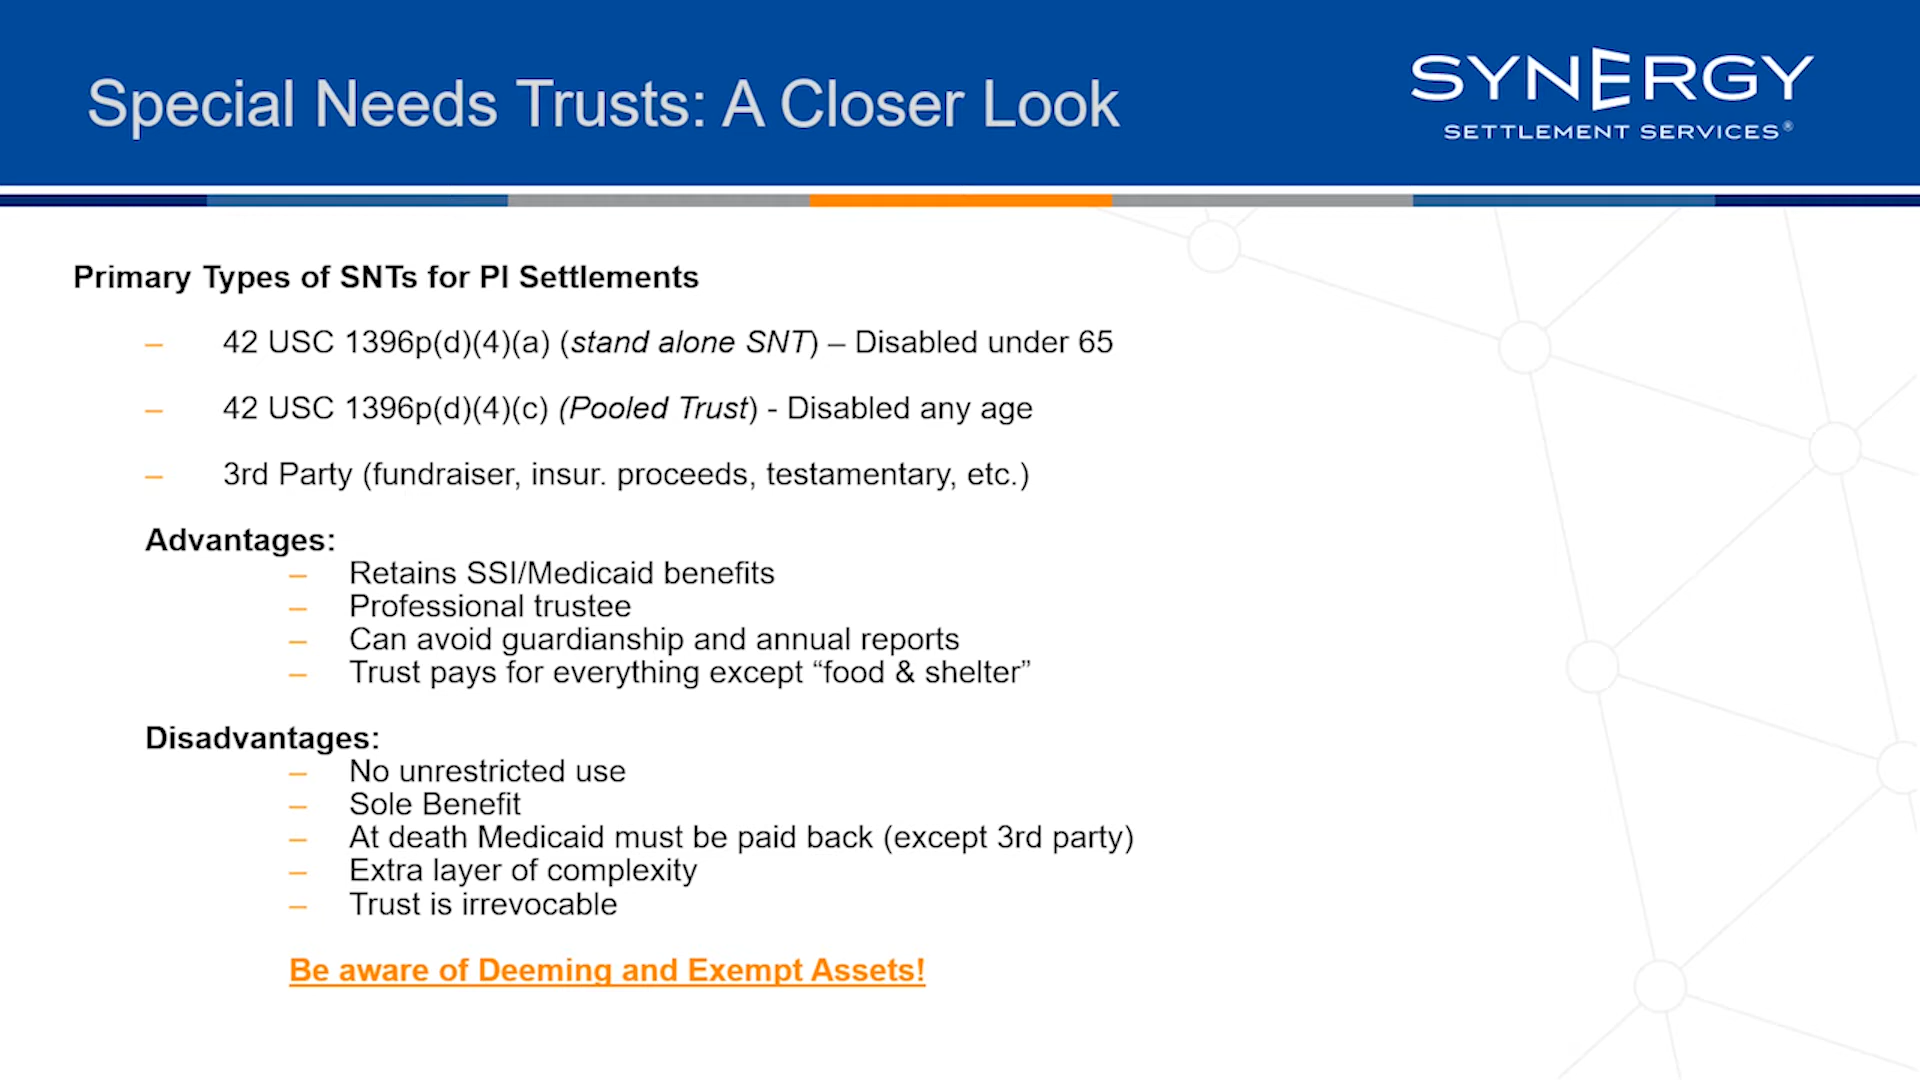 Special Needs Trusts: A Closer Look
SYNERGY
SETTLEMENT SERVICES®
Primary Types of SNTs for PI Settlements
– 42 USC 1396p(d)(4)(a) (stand alone SNT) – Disabled under 65
– 42 USC 1396p(d)(4)(c) (Pooled Trust) - Disabled any age
– 3rd Party (fundraiser, insur. proceeds, testamentary, etc.)
Advantages:
– Retains SSI/Medicaid benefits
– Professional trustee
– Can avoid guardianship and annual reports
– Trust pays for everything except “food & shelter”
Disadvantages:
– No unrestricted use
– Sole Benefit
– At death Medicaid must be paid back (except 3rd party)
– Extra layer of complexity
– Trust is irrevocable
Be aware of Deeming and Exempt Assets!